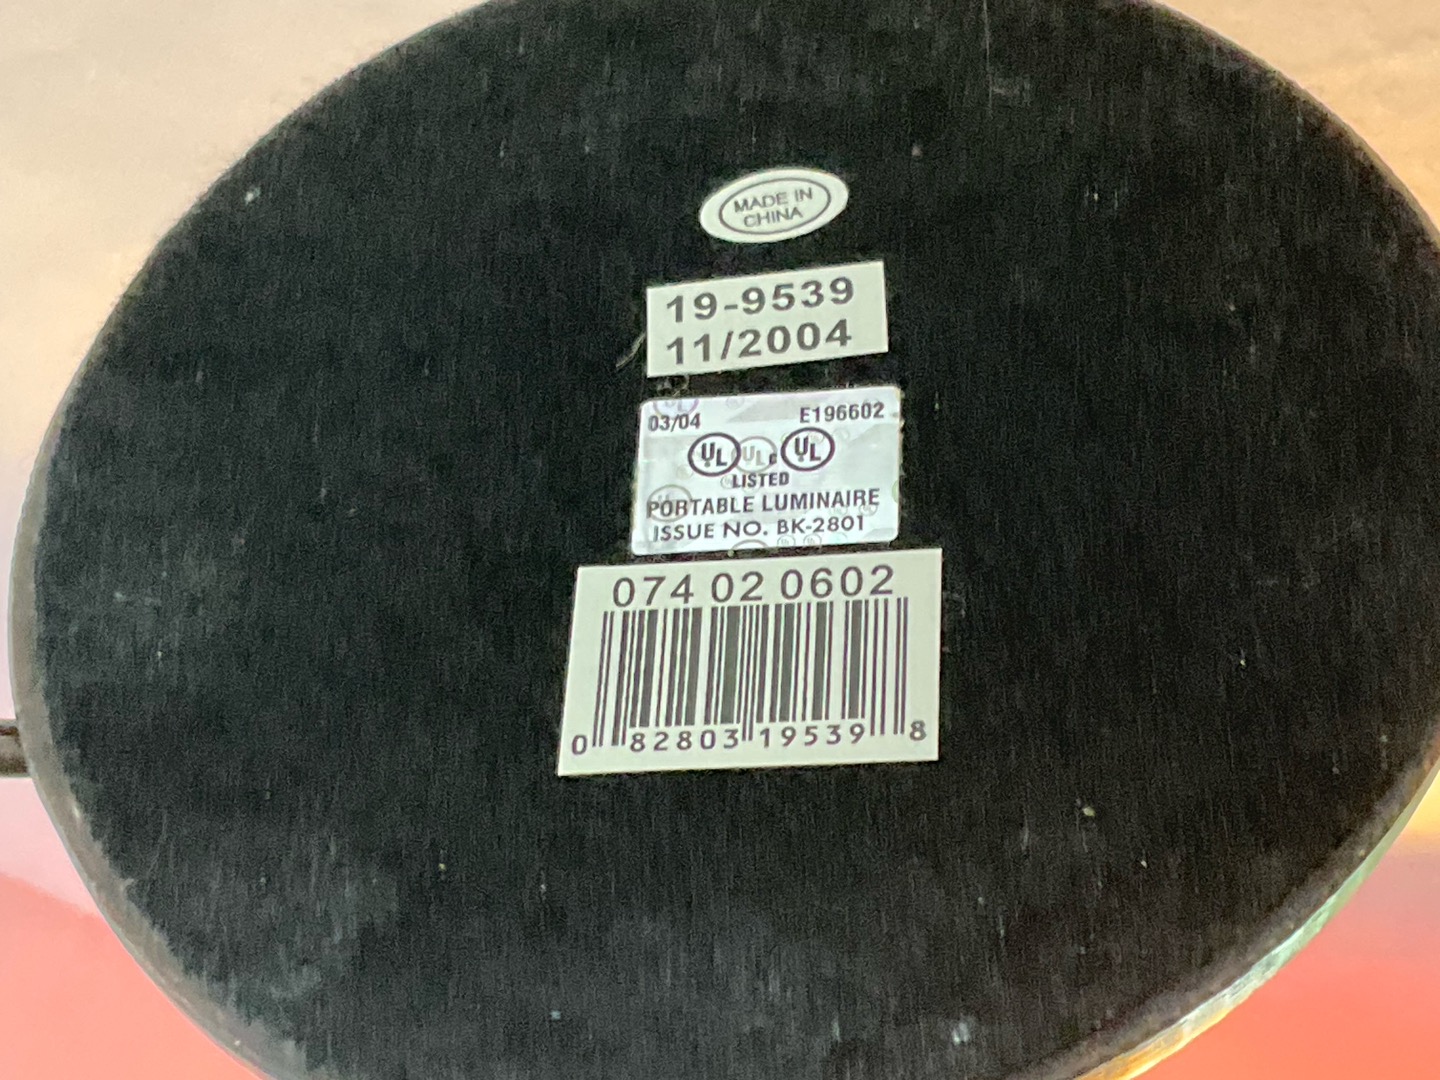 MADE IN
CHINA
19-9539
11/2004
03/04 E196602
UL UL c UL
LISTED
PORTABLE LUMINAIRE
ISSUE NO. BK-2801
074 02 0602
0 82803 19539 8